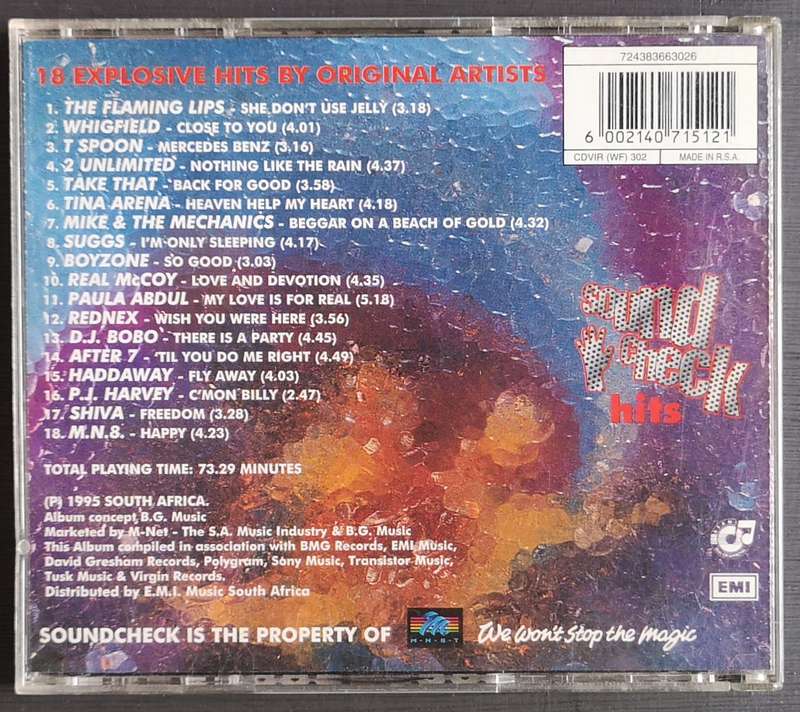 18 EXPLOSIVE HITS BY ORIGINAL ARTISTS
1. THE FLAMING LIPS - SHE DON'T USE JELLY (3.18)
2. WHIGFIELD - CLOSE TO YOU (4.01)
3. T SPOON - MERCEDES BENZ (3.16)
4. 2 UNLIMITED - NOTHING LIKE THE RAIN (4.37)
5. TAKE THAT - BACK FOR GOOD (3.58)
6. TINA ARENA - HEAVEN HELP MY HEART (4.18)
7. MIKE & THE MECHANICS - BEGGAR ON A BEACH OF GOLD (4.32)
8. SUGGS - I'M ONLY SLEEPING (4.17)
9. BOYZONE - SO GOOD (3.03)
10. REAL McCOY - LOVE AND DEVOTION (4.35)
11. PAULA ABDUL - MY LOVE IS FOR REAL (5.18)
12. REDNEX - WISH YOU WERE HERE (3.56)
13. D.J. BOBO - THERE IS A PARTY (4.45)
14. AFTER 7 - 'TIL YOU DO ME RIGHT (4.49)
15. HADDAWAY - FLY AWAY (4.03)
16. P.J. HARVEY - C'MON BILLY (2.47)
17. SHIVA - FREEDOM (3.28)
18. M.N.8. - HAPPY (4.23)
TOTAL PLAYING TIME: 73.29 MINUTES
(P) 1995 SOUTH AFRICA.
Album concept B.G. Music
Marketed by M-Net - The S.A. Music Industry & B.G. Music
This Album compiled in association with BMG Records, EMI Music,
David Gresham Records, Polygram, Sony Music, Transistor Music,
Tusk Music & Virgin Records.
Distributed by E.M.I. Music South Africa
SOUNDCHECK IS THE PROPERTY OF
M-NET
We won't stop the magic
724383663026
6 002140 715121
CDVIR (WF) 302
MADE IN R.S.A.
sound
check
hits
EMI